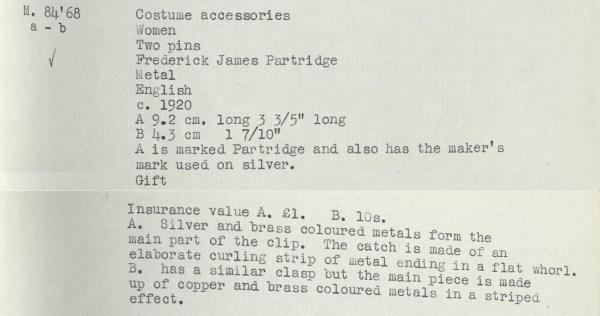 M. 84'68
a - b
√
Costume accessories
Women
Two pins
Frederick James Partridge
Metal
English
c. 1920
A 9.2 cm. long 3 3/5" long
B 4.3 cm 1 7/10"
A is marked Partridge and also has the maker's
mark used on silver.
Gift
Insurance value A. £1. B. 10s.
A. Silver and brass coloured metals form the
main part of the clip. The catch is made of an
elaborate curling strip of metal ending in a flat whorl.
B. has a similar clasp but the main piece is made
up of copper and brass coloured metals in a striped
effect.